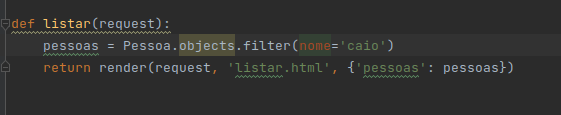 def listar(request):
    pessoas = Pessoa.objects.filter(nome='caio')
    return render(request, 'listar.html', {'pessoas': pessoas})